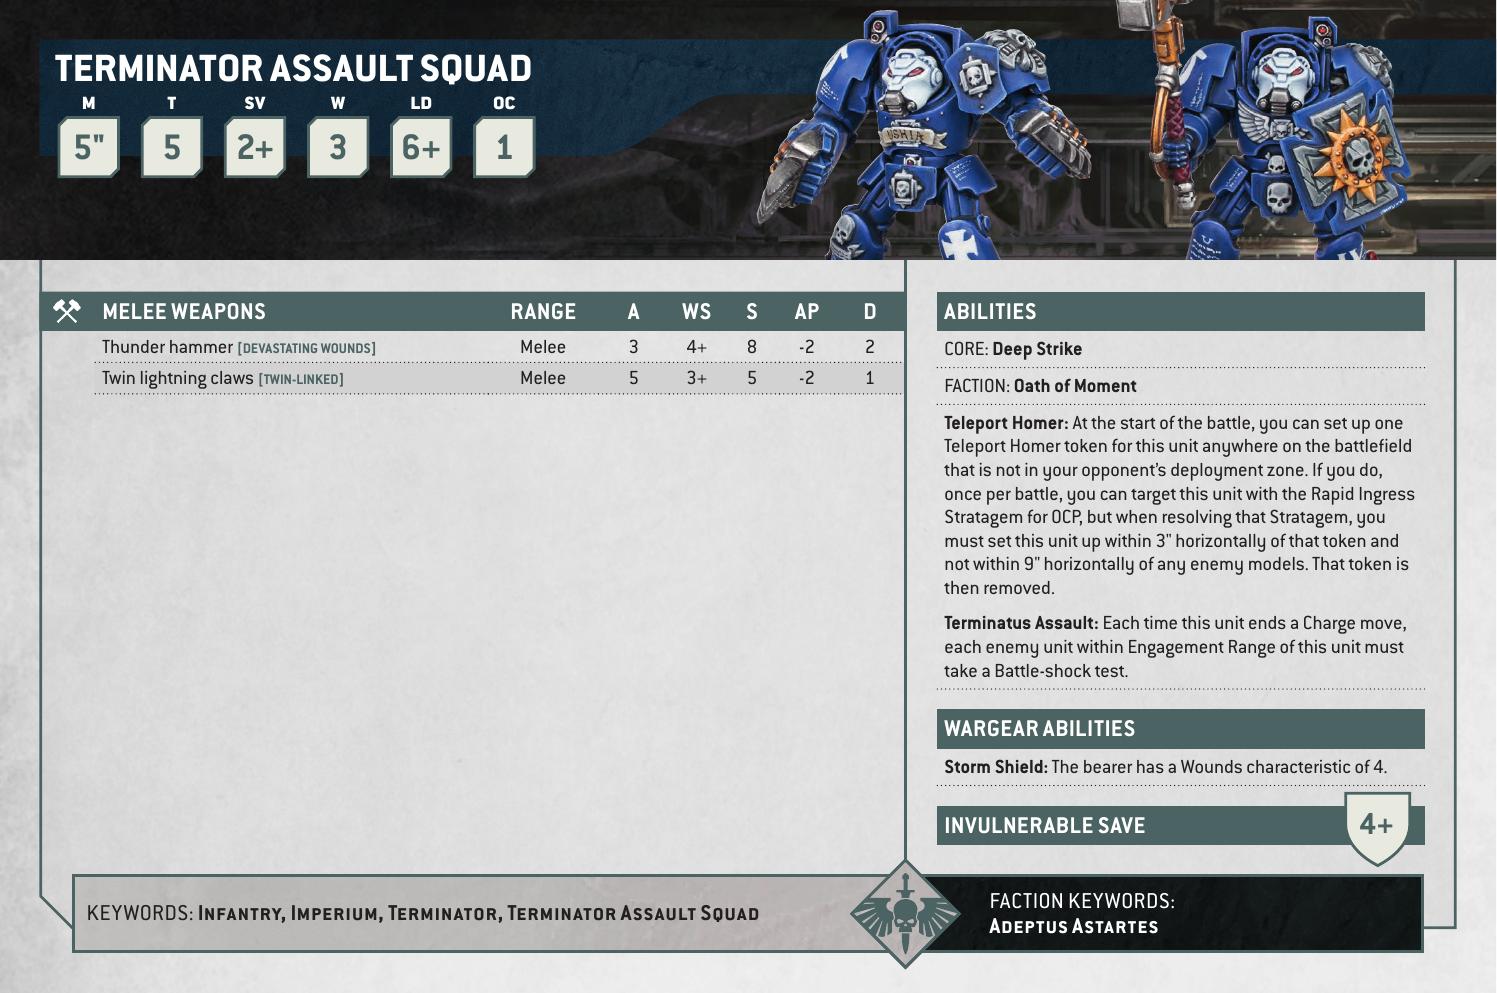 TERMINATOR ASSAULT SQUAD
M T SV W LD OC
5" 5 2+ 3 6+ 1
USHIA
MELEE WEAPONS RANGE A WS S AP D
Thunder hammer [DEVASTATING WOUNDS] Melee 3 4+ 8 -2 2
Twin lightning claws [TWIN-LINKED] Melee 5 3+ 5 -2 1
ABILITIES
CORE: Deep Strike
FACTION: Oath of Moment
Teleport Homer: At the start of the battle, you can set up one
Teleport Homer token for this unit anywhere on the battlefield
that is not in your opponent's deployment zone. If you do,
once per battle, you can target this unit with the Rapid Ingress
Stratagem for 0CP, but when resolving that Stratagem, you
must set this unit up within 3" horizontally of that token and
not within 9" horizontally of any enemy models. That token is
then removed.
Terminatus Assault: Each time this unit ends a Charge move,
each enemy unit within Engagement Range of this unit must
take a Battle-shock test.
WARGEAR ABILITIES
Storm Shield: The bearer has a Wounds characteristic of 4.
INVULNERABLE SAVE 4+
KEYWORDS: INFANTRY, IMPERIUM, TERMINATOR, TERMINATOR ASSAULT SQUAD
FACTION KEYWORDS:
ADEPTUS ASTARTES